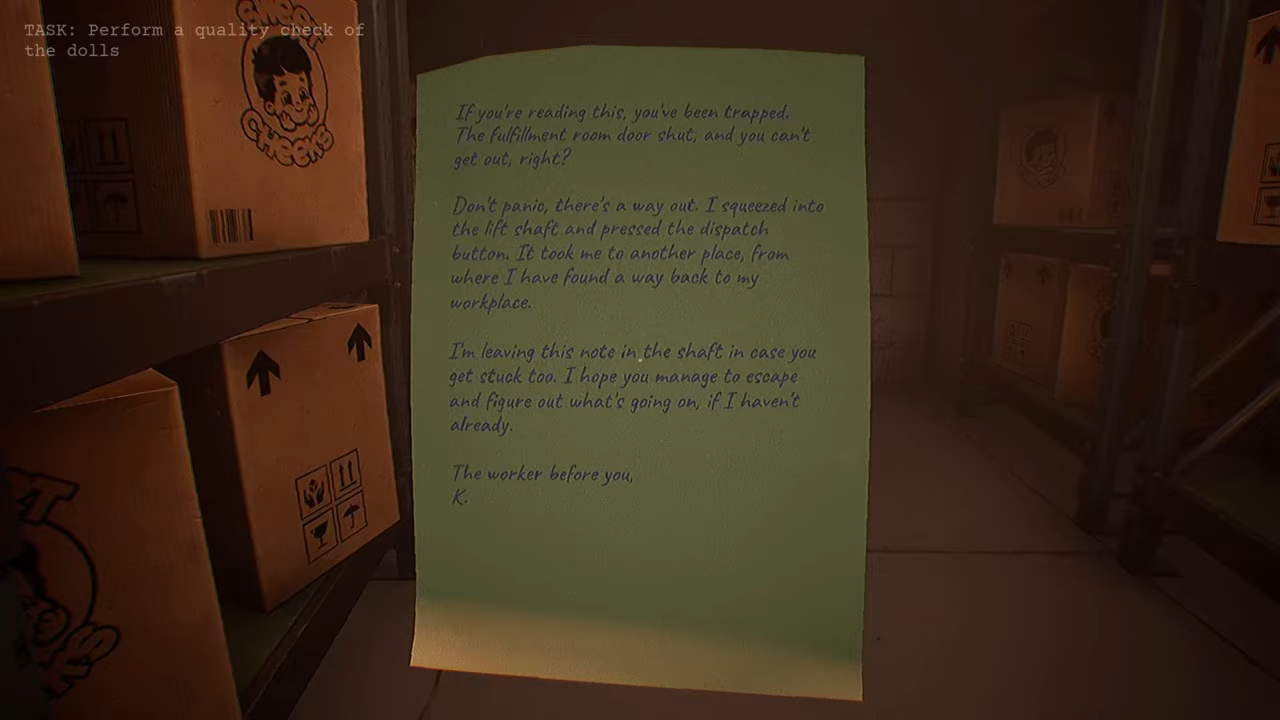 TASK: Perform a quality check of
the dolls
CHEEKS
If you're reading this, you've been trapped.
The fulfillment room door shut, and you can't
get out, right?
Don't panic, there's a way out. I squeezed into
the lift shaft and pressed the dispatch
button. It took me to another place, from
where I have found a way back to my
workplace.
I'm leaving this note in the shaft in case you
get stuck too. I hope you manage to escape
and figure out what's going on, if I haven't
already.
The worker before you,
K.